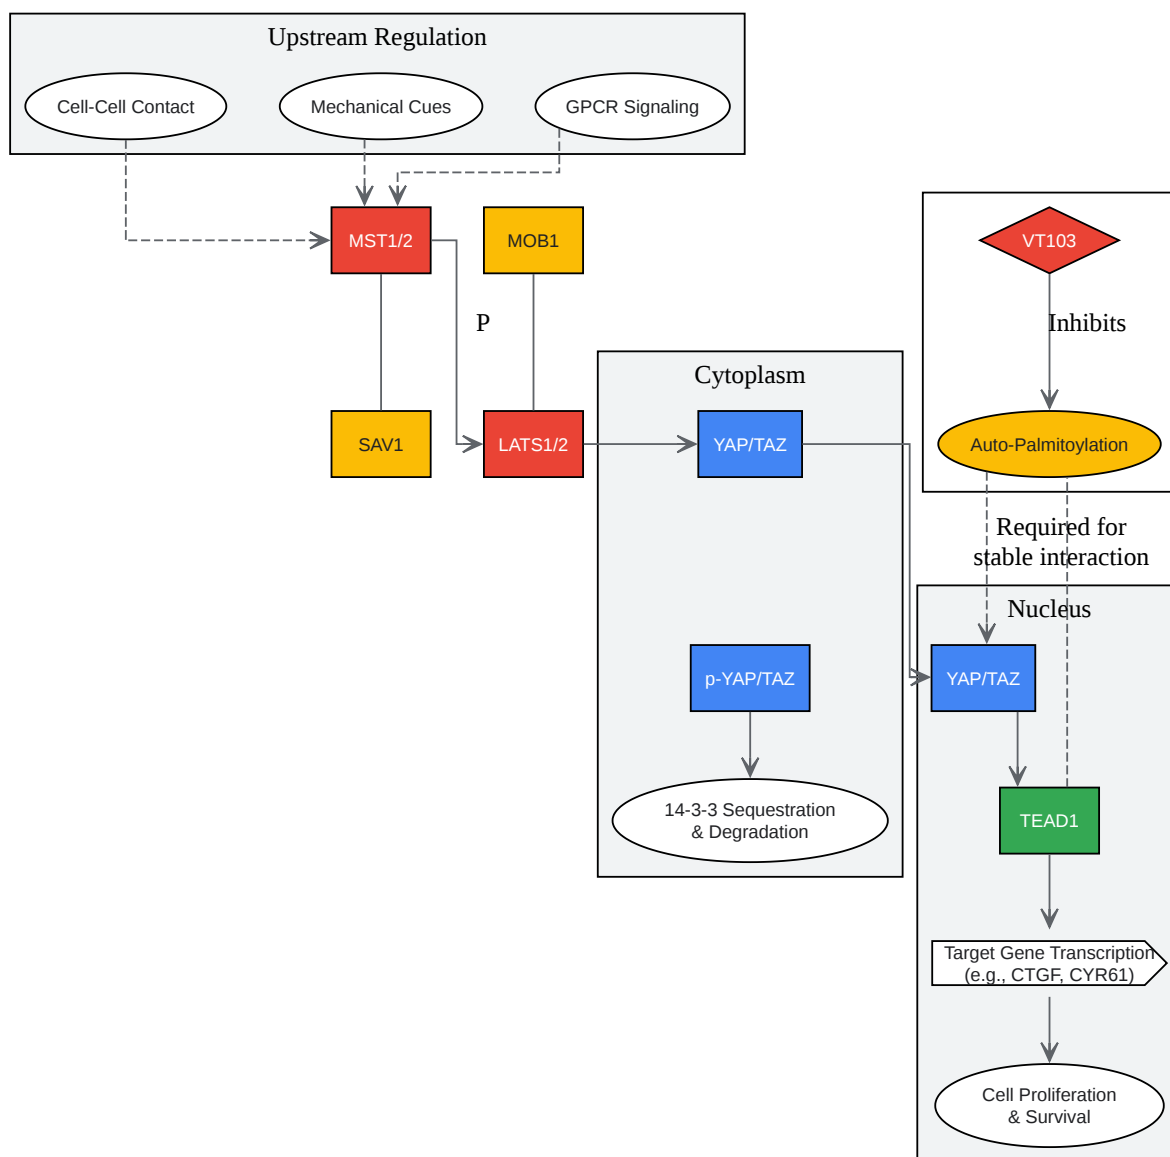 Upstream Regulation
Cell-Cell Contact
Mechanical Cues
GPCR Signaling
MST1/2
MOB1
VT103
P
Inhibits
Cytoplasm
SAV1
LATS1/2
YAP/TAZ
Auto-Palmitoylation
Required for
stable interaction
Nucleus
p-YAP/TAZ
YAP/TAZ
14-3-3 Sequestration
& Degradation
TEAD1
Target Gene Transcription
(e.g., CTGF, CYR61)
Cell Proliferation
& Survival